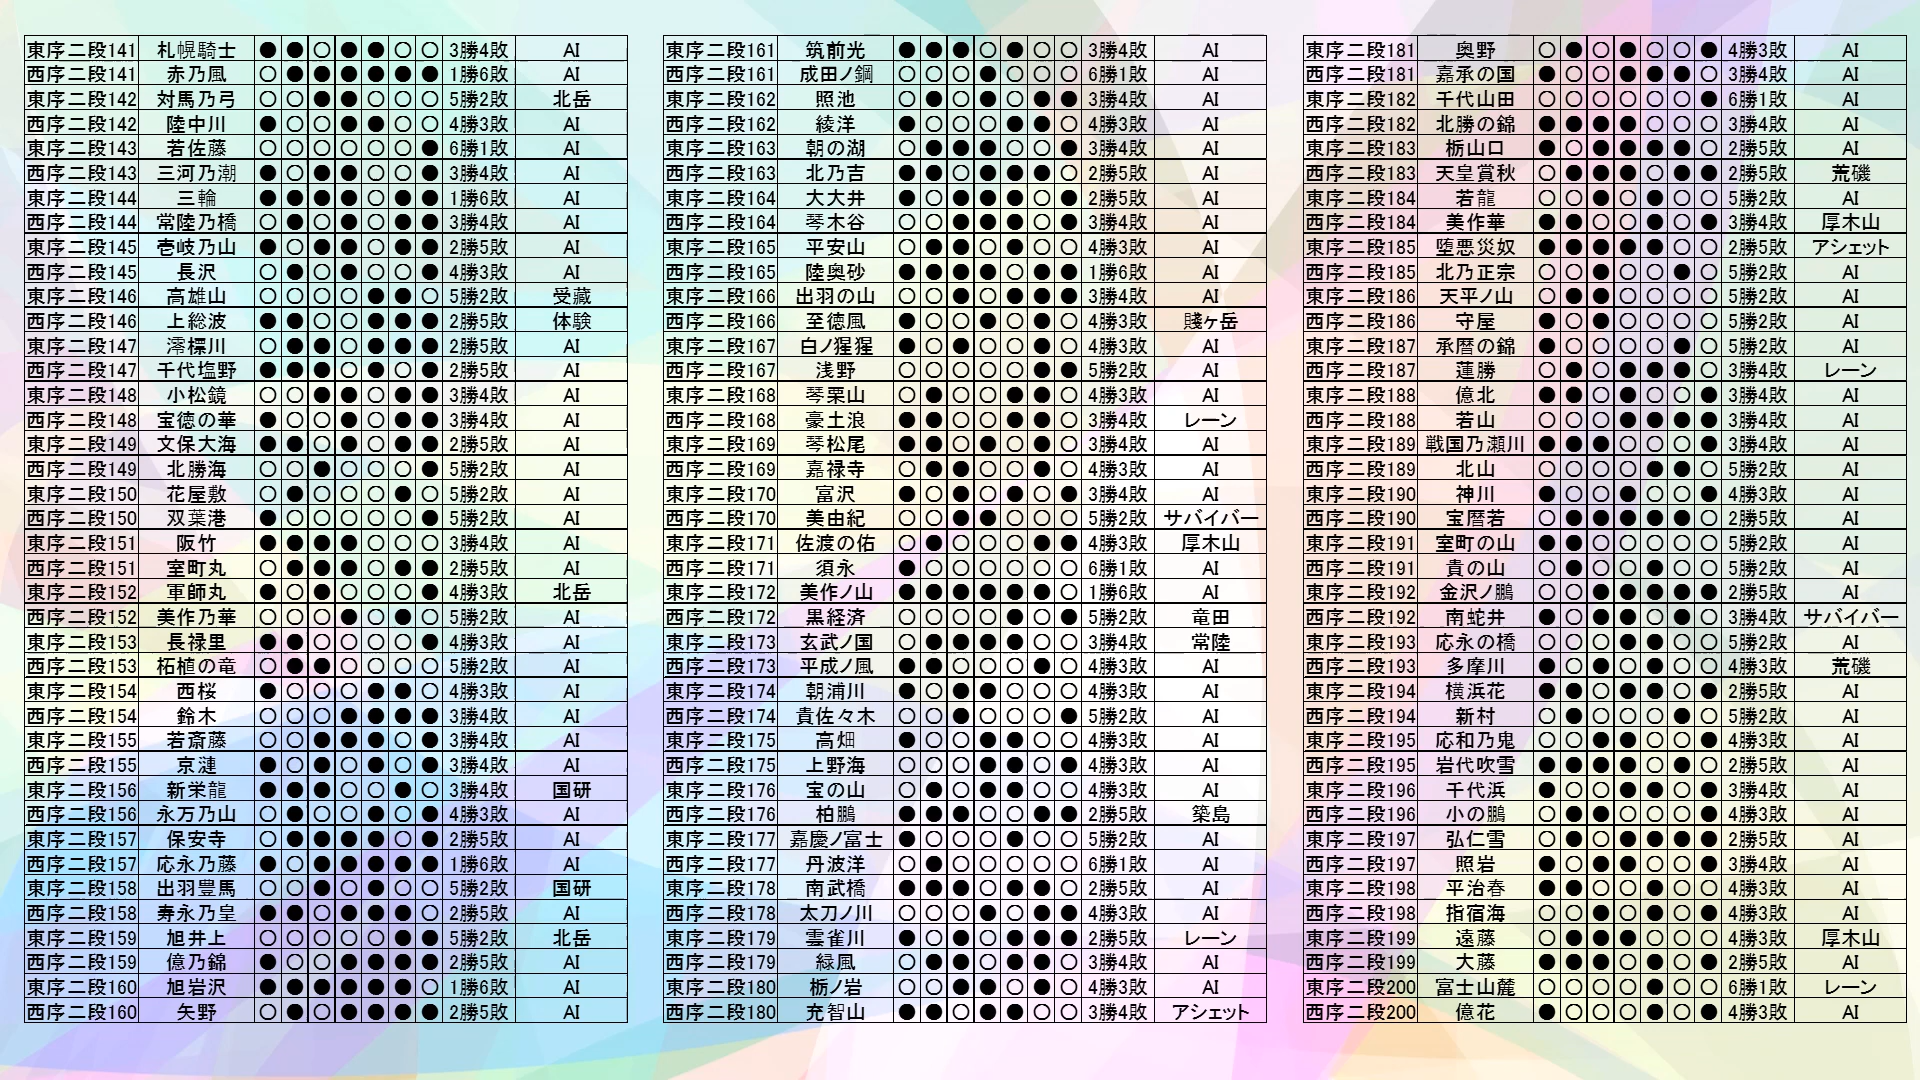 東序二段141 札幌騎士 ●●○●●○○ 3勝4敗 AI
西序二段141 赤乃風 ○●●●●●● 1勝6敗 AI
東序二段142 対馬乃弓 ○○●●○○○ 5勝2敗 北岳
西序二段142 陸中川 ●○○●●○○ 4勝3敗 AI
東序二段143 若佐藤 ○○○○○○● 6勝1敗 AI
西序二段143 三河乃潮 ●○●●○○● 3勝4敗 AI
東序二段144 三輪 ●●●●○●● 1勝6敗 AI
西序二段144 常陸乃橋 ○●○●○●● 3勝4敗 AI
東序二段145 壱岐乃山 ●○●●○●● 2勝5敗 AI
西序二段145 長沢 ○●○●○○● 4勝3敗 AI
東序二段146 高雄山 ○○○○●●○ 5勝2敗 受蔵
西序二段146 上総波 ●●○○●●● 2勝5敗 体験
東序二段147 澪標川 ●●○●●●● 2勝5敗 AI
西序二段147 千代塩野 ●●●○●○● 2勝5敗 AI
東序二段148 小松鏡 ○○●●○●● 3勝4敗 AI
西序二段148 宝徳の華 ●○○●○●● 3勝4敗 AI
東序二段149 文保大海 ●●○●○●● 2勝5敗 AI
西序二段149 北勝海 ○○●○○○● 5勝2敗 AI
東序二段150 花屋敷 ○●○○○●○ 5勝2敗 AI
西序二段150 双葉港 ●○○○○○● 5勝2敗 AI
東序二段151 阪竹 ●●●●○○○ 3勝4敗 AI
西序二段151 室町丸 ○●●●○●● 2勝5敗 AI
東序二段152 軍師丸 ●○●○○○● 4勝3敗 北岳
西序二段152 美作乃華 ○○○●○●○ 5勝2敗 AI
東序二段153 長禄里 ●●○○○○● 4勝3敗 AI
西序二段153 柘植の竜 ○●●○○○○ 5勝2敗 AI
東序二段154 西桜 ●○○○●●○ 4勝3敗 AI
西序二段154 鈴木 ○○○●●●● 3勝4敗 AI
東序二段155 若斎藤 ○○●●●○● 3勝4敗 AI
西序二段155 京漣 ●○●○●○● 3勝4敗 AI
東序二段156 新栄龍 ●●●○○●○ 3勝4敗 国研
西序二段156 永万乃山 ○●○○●○● 4勝3敗 AI
東序二段157 保安寺 ○●●●●○● 2勝5敗 AI
西序二段157 応永乃藤 ●○●●●●● 1勝6敗 AI
東序二段158 出羽豊馬 ○○●○●○○ 5勝2敗 国研
西序二段158 寿永乃皇 ●●○●●●○ 2勝5敗 AI
東序二段159 旭井上 ○○○○○●● 5勝2敗 北岳
西序二段159 億乃錦 ●○○●●●● 2勝5敗 AI
東序二段160 旭岩沢 ●●●●●●○ 1勝6敗 AI
西序二段160 矢野 ○●○●●●● 2勝5敗 AI
東序二段161 筑前光 ●●●○●○○ 3勝4敗 AI
西序二段161 成田ノ鋼 ○○○●○○○ 6勝1敗 AI
東序二段162 照池 ○●○●○●● 3勝4敗 AI
西序二段162 綾洋 ●○○○●●○ 4勝3敗 AI
東序二段163 朝の湖 ○●●●○○● 3勝4敗 AI
西序二段163 北乃吉 ●●○●●●○ 2勝5敗 AI
東序二段164 大大井 ●○●●●○● 2勝5敗 AI
西序二段164 琴木谷 ○○●●●○● 3勝4敗 AI
東序二段165 平安山 ○●●○●○○ 4勝3敗 AI
西序二段165 陸奥砂 ●●●●○●● 1勝6敗 AI
東序二段166 出羽の山 ○○●○●●● 3勝4敗 AI
西序二段166 至徳風 ●○○●○●○ 4勝3敗 賤ヶ岳
東序二段167 白ノ猩猩 ●○●○○●○ 4勝3敗 AI
西序二段167 浅野 ○○○○○●● 5勝2敗 AI
東序二段168 琴栗山 ○●○○●●○ 4勝3敗 AI
西序二段168 豪土浪 ●●○○●●○ 3勝4敗 レーン
東序二段169 琴松尾 ●●○●○●○ 3勝4敗 AI
西序二段169 嘉禄寺 ○●●○○●○ 4勝3敗 AI
東序二段170 富沢 ●○●○●○● 3勝4敗 AI
西序二段170 美由紀 ○○●●○○○ 5勝2敗 サバイバー
東序二段171 佐渡の佑 ○●○○○●● 4勝3敗 厚木山
西序二段171 須永 ●○○○○○○ 6勝1敗 AI
東序二段172 美作ノ山 ●●●●●●○ 1勝6敗 AI
西序二段172 黒経済 ○○○○●○● 5勝2敗 竜田
東序二段173 玄武ノ国 ○●●●●○○ 3勝4敗 常陸
西序二段173 平成ノ風 ●●○○○●○ 4勝3敗 AI
東序二段174 朝浦川 ●○●●○○○ 4勝3敗 AI
西序二段174 貴佐々木 ○○●○○○● 5勝2敗 AI
東序二段175 高畑 ●○○●●○○ 4勝3敗 AI
西序二段175 上野海 ○○○●●○● 4勝3敗 AI
東序二段176 宝の山 ○●○●○●○ 4勝3敗 AI
西序二段176 柏鵬 ●●●○○●● 2勝5敗 築島
東序二段177 嘉慶ノ富士 ●○○○●○○ 5勝2敗 AI
西序二段177 丹波洋 ○●○○○○○ 6勝1敗 AI
東序二段178 南武橋 ●●●○●●○ 2勝5敗 AI
西序二段178 太刀ノ川 ○○○●○●● 4勝3敗 AI
東序二段179 雲雀川 ●○●○●●● 2勝5敗 レーン
西序二段179 緑風 ○●●○●●○ 3勝4敗 AI
東序二段180 栃ノ岩 ○○●●○●○ 4勝3敗 AI
西序二段180 充智山 ●●○●●○○ 3勝4敗 アシェット
東序二段181 奥野 ○●○●○○● 4勝3敗 AI
西序二段181 嘉承の国 ●○○●●●○ 3勝4敗 AI
東序二段182 千代山田 ○○○○○○● 6勝1敗 AI
西序二段182 北勝の錦 ●●●●○○○ 3勝4敗 AI
東序二段183 栃山口 ●○●●●●○ 2勝5敗 AI
西序二段183 天皇賞秋 ○●●●○●● 2勝5敗 荒磯
東序二段184 若龍 ○○●○●○○ 5勝2敗 AI
西序二段184 美作華 ●●○○●○● 3勝4敗 厚木山
東序二段185 堕悪災奴 ●●●●●○○ 2勝5敗 アシェット
西序二段185 北乃正宗 ○○●○○●○ 5勝2敗 AI
東序二段186 天平ノ山 ○●●○○○○ 5勝2敗 AI
西序二段186 守屋 ●○●○○○○ 5勝2敗 AI
東序二段187 承暦の錦 ●○○○○●○ 5勝2敗 AI
西序二段187 蓮勝 ○●○●●●○ 3勝4敗 レーン
東序二段188 億北 ●●○●○○● 3勝4敗 AI
西序二段188 若山 ○○○●●●● 3勝4敗 AI
東序二段189 戦国乃瀬川 ●●●○○○● 3勝4敗 AI
西序二段189 北山 ○○○○●●○ 5勝2敗 AI
東序二段190 神川 ●○○●○○● 4勝3敗 AI
西序二段190 宝暦若 ○●●●●●○ 2勝5敗 AI
東序二段191 室町の山 ●●○○○○○ 5勝2敗 AI
西序二段191 貴の山 ○●○○●○○ 5勝2敗 AI
東序二段192 金沢ノ鵬 ○○●●●●● 2勝5敗 AI
西序二段192 南蛇井 ●○●●○●○ 3勝4敗 サバイバー
東序二段193 応永の橋 ○○○●●○○ 5勝2敗 AI
西序二段193 多摩川 ●○●○●○○ 4勝3敗 荒磯
東序二段194 横浜花 ●●○●●○● 2勝5敗 AI
西序二段194 新村 ○●○○○●○ 5勝2敗 AI
東序二段195 応和乃鬼 ○○●●○○● 4勝3敗 AI
西序二段195 岩代吹雪 ●●●●○●○ 2勝5敗 AI
東序二段196 千代浜 ●○○●●○● 3勝4敗 AI
西序二段196 小の鵬 ○●●○○○● 4勝3敗 AI
東序二段197 弘仁雪 ○●○●●●● 2勝5敗 AI
西序二段197 照岩 ●○●●○○● 3勝4敗 AI
東序二段198 平治春 ●●○○●○○ 4勝3敗 AI
西序二段198 指宿海 ○○●○●○● 4勝3敗 AI
東序二段199 遠藤 ○●●●○○○ 4勝3敗 厚木山
西序二段199 大藤 ●●●○●○● 2勝5敗 AI
東序二段200 富士山麓 ○○○○●○○ 6勝1敗 レーン
西序二段200 億花 ●○○○●○● 4勝3敗 AI